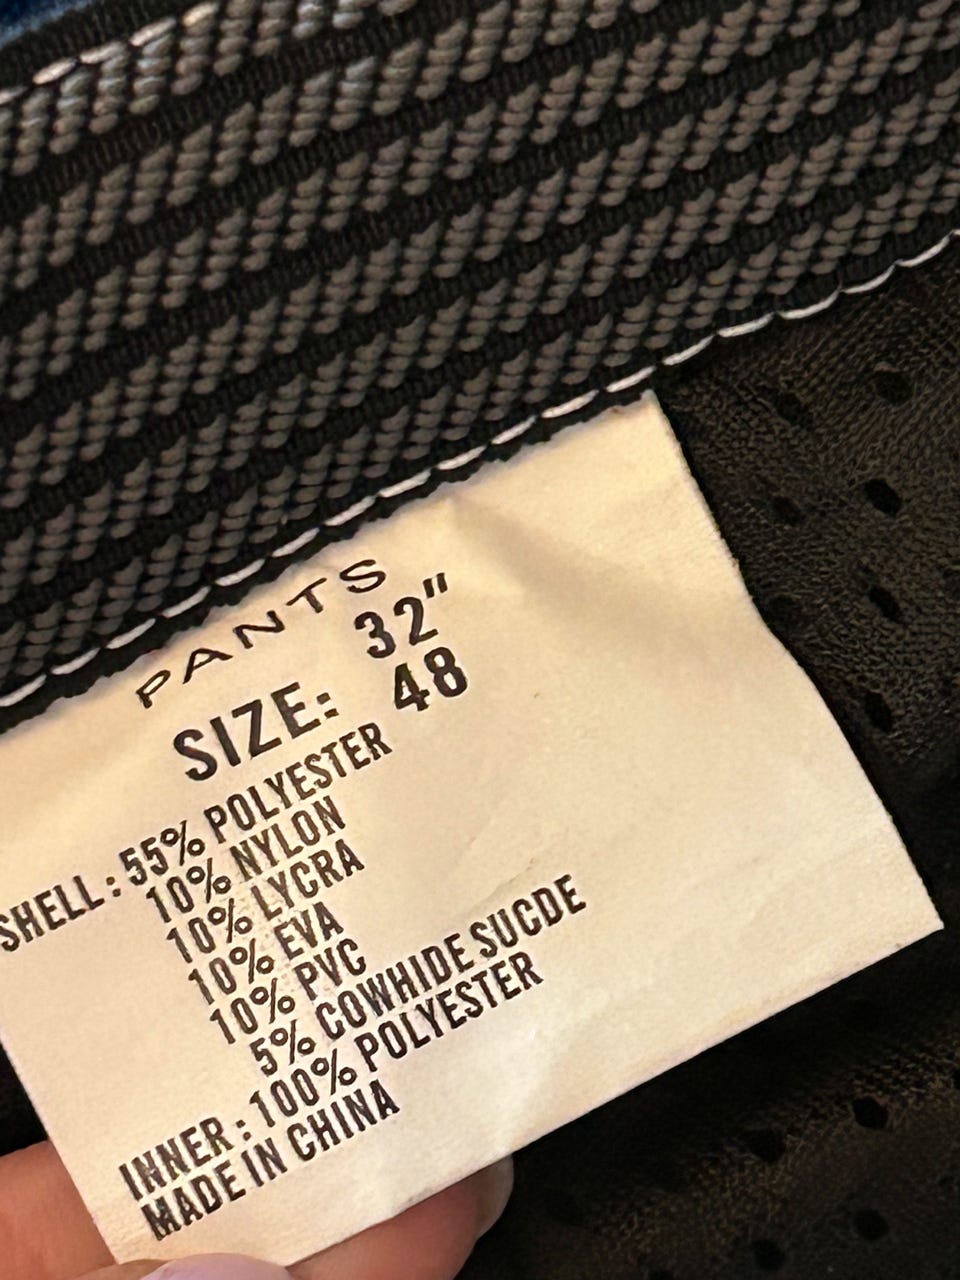 PANTS
32"
SIZE: 48
SHELL: 55% POLYESTER
10% NYLON
10% LYCRA
10% EVA
10% PVC
5% COWHIDE SUCDE
INNER: 100% POLYESTER
MADE IN CHINA